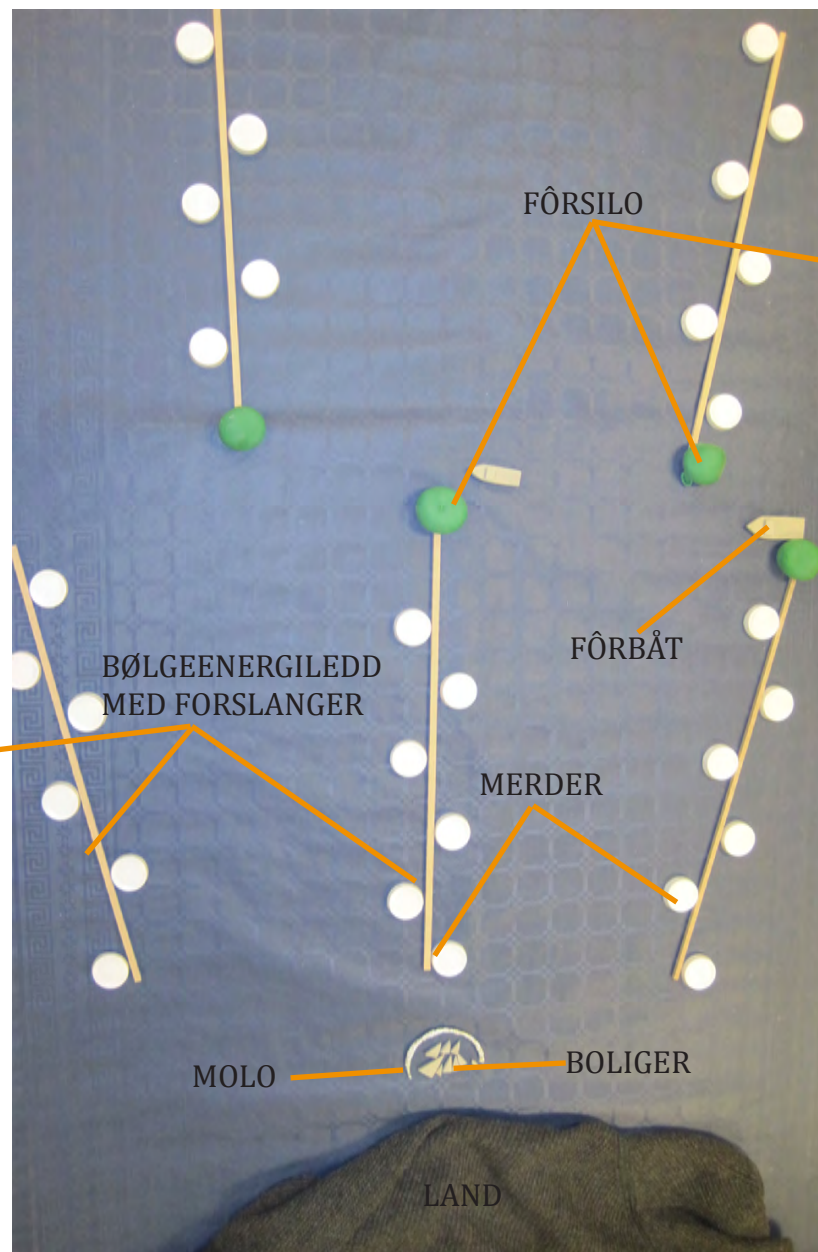 FÔRSILO
FÔRBÅT
BØLGEENERGILEDD
MED FORSLANGER
MERDER
MOLO
BOLIGER
LAND